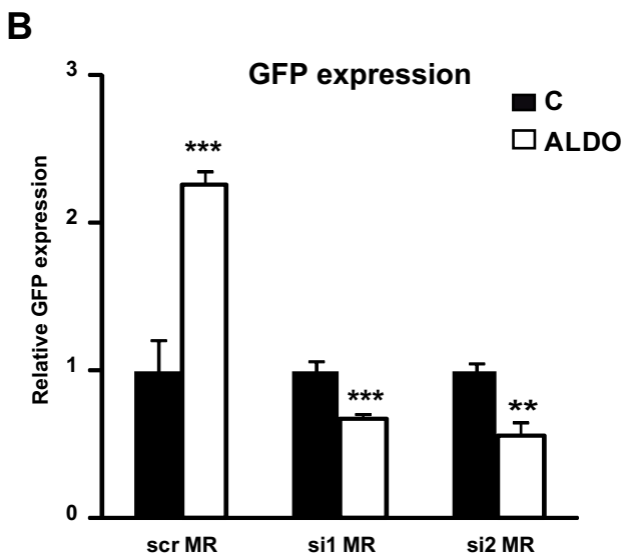 B
GFP expression
C
ALDO
Relative GFP expression
3
2
1
0
***
***
**
scr MR
si1 MR
si2 MR